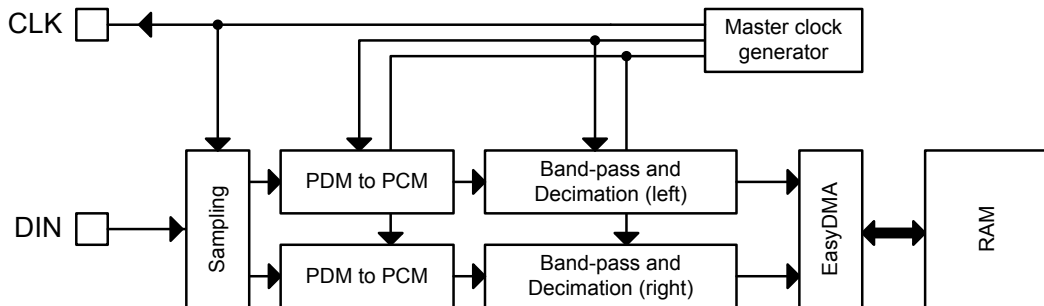 CLK
Master clock
generator
DIN
Sampling
PDM to PCM
Band-pass and
Decimation (left)
PDM to PCM
Band-pass and
Decimation (right)
EasyDMA
RAM